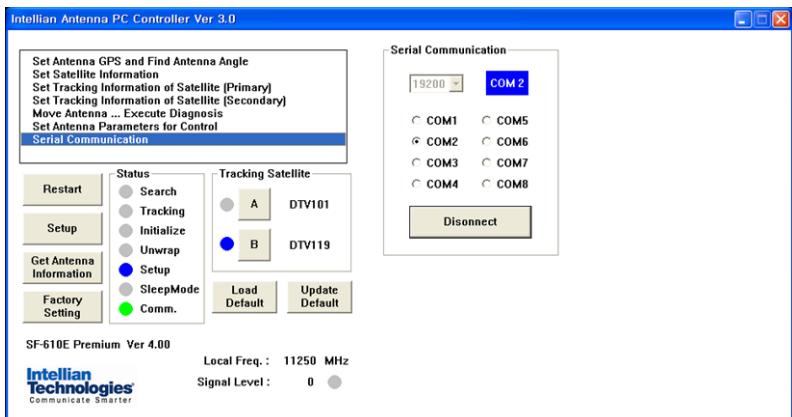 Intellian Antenna PC Controller Ver 3.0
Set Antenna GPS and Find Antenna Angle
Set Satellite Information
Set Tracking Information of Satellite (Primary)
Set Tracking Information of Satellite (Secondary)
Move Antenna ... Execute Diagnosis
Set Antenna Parameters for Control
Serial Communication
Restart
Setup
Get Antenna
Information
Factory
Setting
Status
Search
Tracking
Initialize
Unwrap
Setup
SleepMode
Comm.
Tracking Satellite
A DTV101
B DTV119
Load
Default
Update
Default
Serial Communication
19200 COM 2
COM1 COM5
COM2 COM6
COM3 COM7
COM4 COM8
Disonnect
SF-610E Premium Ver 4.00
Local Freq. : 11250 MHz
Signal Level : 0
Intellian
Technologies
Communicate Smarter